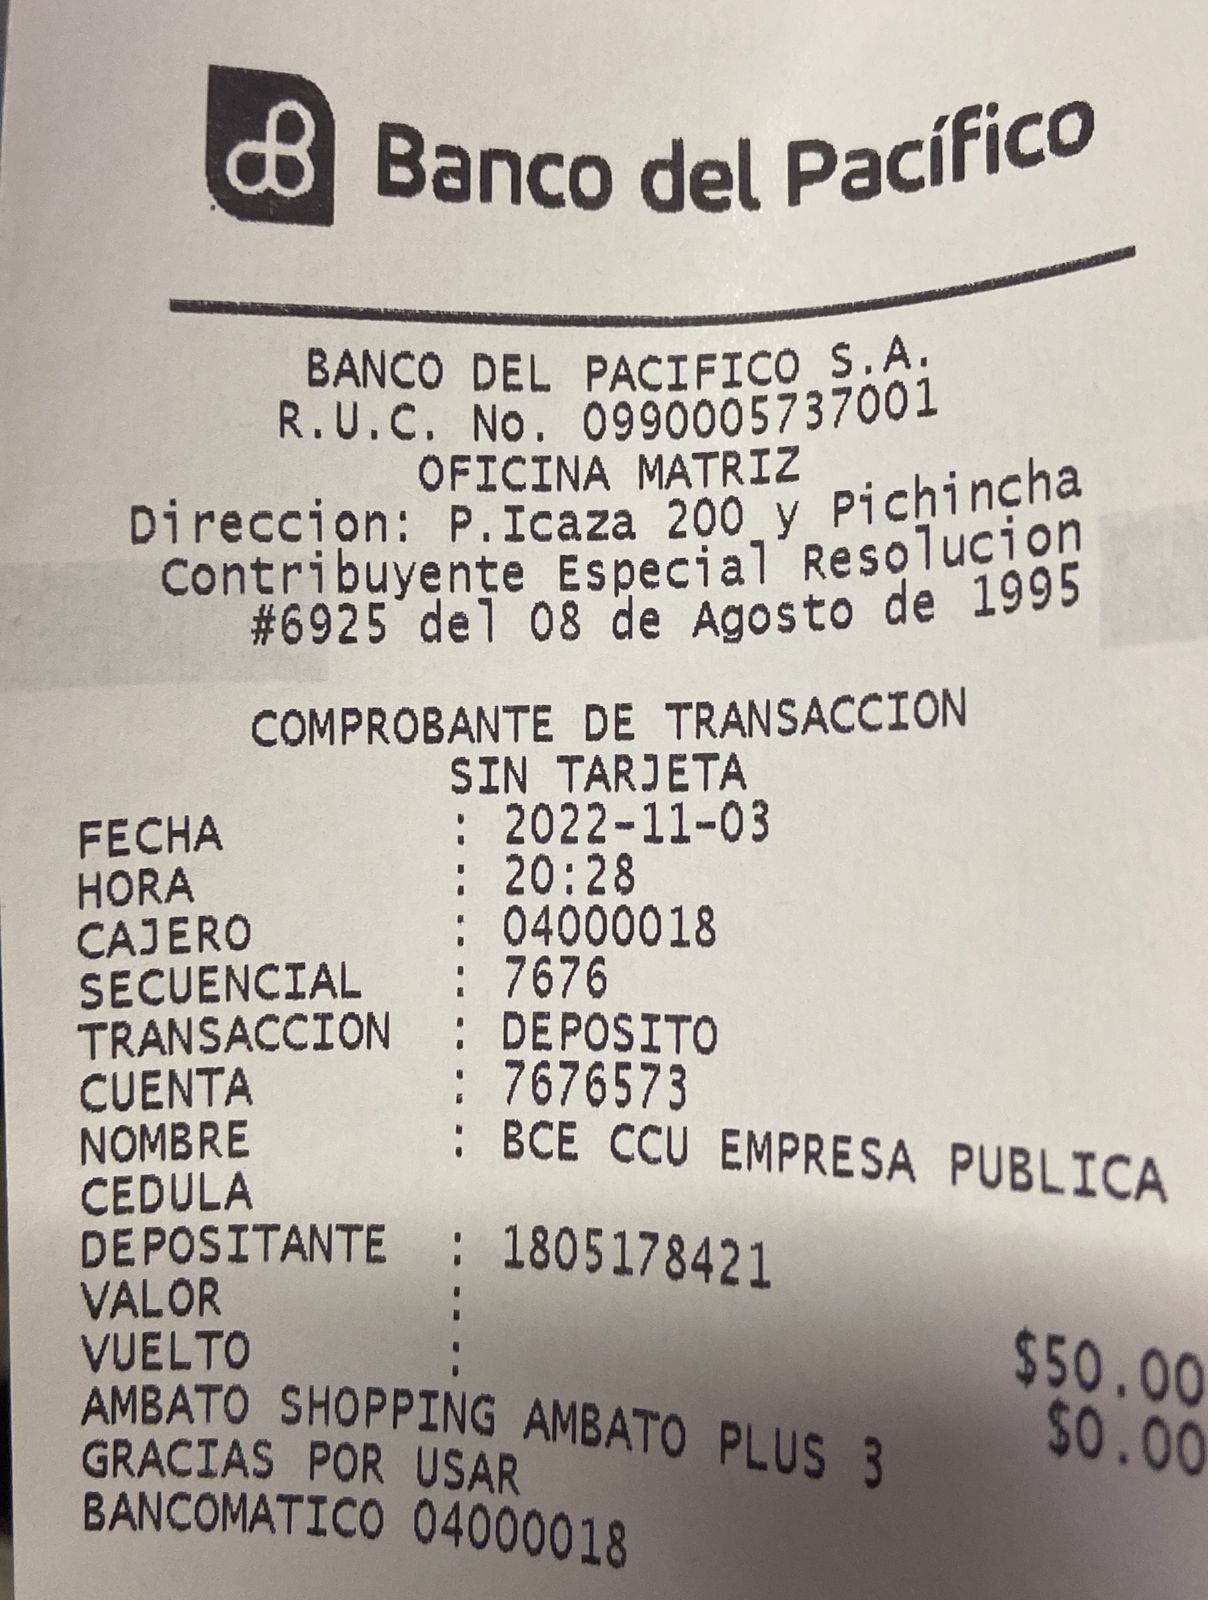 Banco del Pacífico
BANCO DEL PACIFICO S.A.
R.U.C. No. 0990005737001
OFICINA MATRIZ
Direccion: P.Icaza 200 y Pichincha
Contribuyente Especial Resolucion
#6925 del 08 de Agosto de 1995
COMPROBANTE DE TRANSACCION
SIN TARJETA
FECHA : 2022-11-03
HORA : 20:28
CAJERO : 04000018
SECUENCIAL : 7676
TRANSACCION : DEPOSITO
CUENTA : 7676573
NOMBRE : BCE CCU EMPRESA PUBLICA
CEDULA
DEPOSITANTE : 1805178421
VALOR : $50.00
VUELTO : $0.00
AMBATO SHOPPING AMBATO PLUS 3
GRACIAS POR USAR
BANCOMATICO 04000018